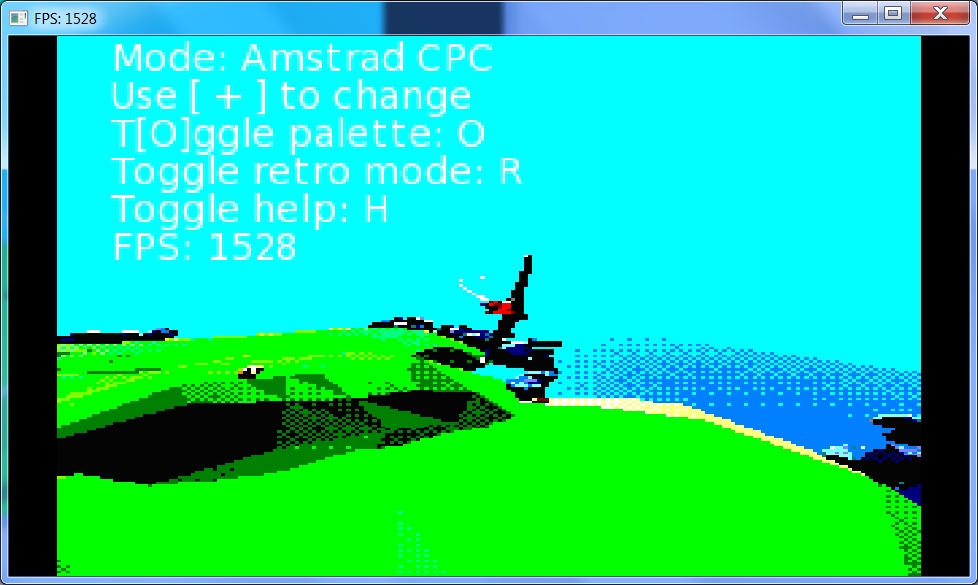 FPS: 1528
Mode: Amstrad CPC
Use [ + ] to change
T[O]ggle palette: O
Toggle retro mode: R
Toggle help: H
FPS: 1528